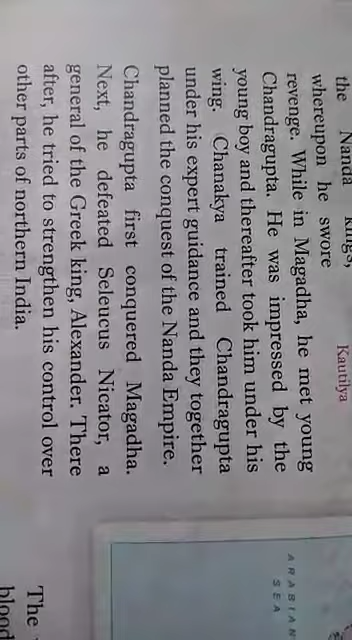 the Nanda kings,
whereupon he swore
revenge. While in Magadha, he met young
Chandragupta. He was impressed by the
young boy and thereafter took him under his
wing. Chanakya trained Chandragupta
under his expert guidance and they together
planned the conquest of the Nanda Empire.
Chandragupta first conquered Magadha.
Next, he defeated Seleucus Nicator, a
general of the Greek king, Alexander. There
after, he tried to strengthen his control over
other parts of northern India.
Kautilya
ARABIAN
SEA
The
blood